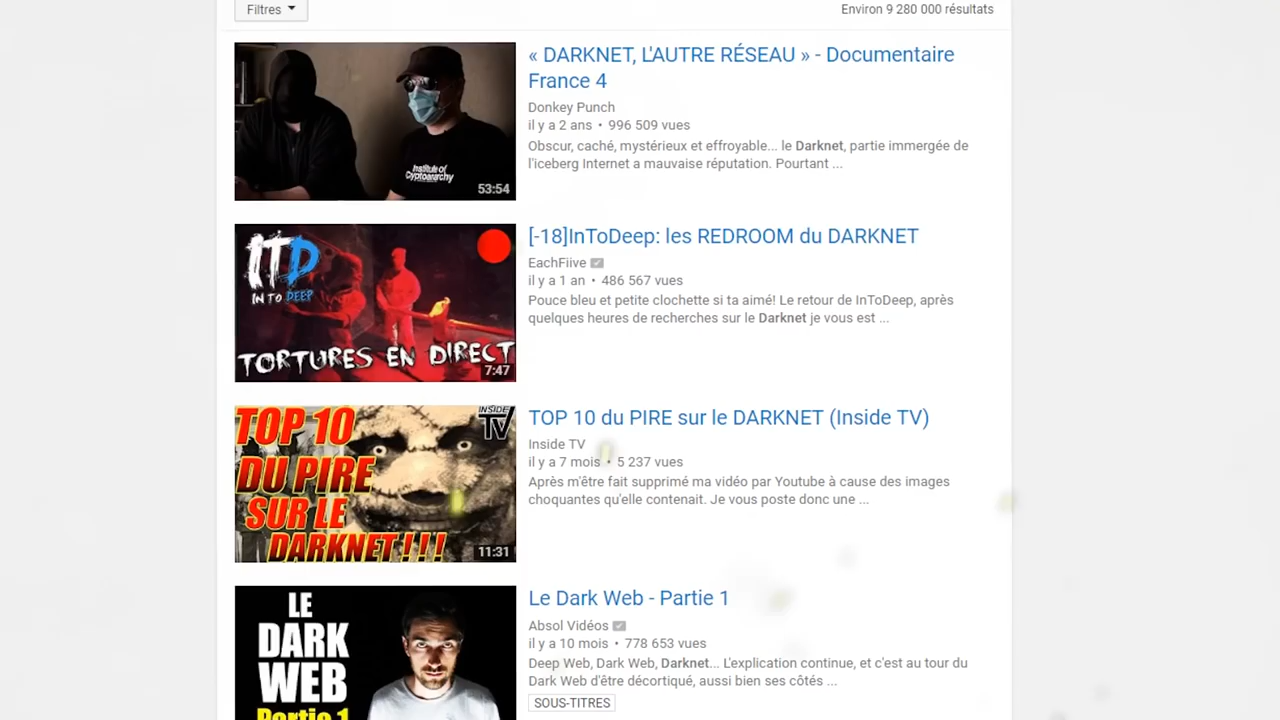 Filtres
Environ 9 280 000 résultats
Institute of
Cryptoanarchy
53:54
« DARKNET, L'AUTRE RÉSEAU » - Documentaire
France 4
Donkey Punch
il y a 2 ans • 996 509 vues
Obscur, caché, mystérieux et effroyable... le Darknet, partie immergée de
l'iceberg Internet a mauvaise réputation. Pourtant ...
ITD
IN TO DEEP
TORTURES EN DIRECT
7:47
[-18]InToDeep: les REDROOM du DARKNET
EachFiive
il y a 1 an • 486 567 vues
Pouce bleu et petite clochette si ta aimé! Le retour de InToDeep, après
quelques heures de recherches sur le Darknet je vous est ...
TOP 10
DU PIRE
SUR LE
DARKNET!!!
INSIDE
TV
11:31
TOP 10 du PIRE sur le DARKNET (Inside TV)
Inside TV
il y a 7 mois • 5 237 vues
Après m'être fait supprimé ma vidéo par Youtube à cause des images
choquantes qu'elle contenait. Je vous poste donc une ...
LE
DARK
WEB
Partie 1
Le Dark Web - Partie 1
Absol Vidéos
il y a 10 mois • 778 653 vues
Deep Web, Dark Web, Darknet... L'explication continue, et c'est au tour du
Dark Web d'être décortiqué, aussi bien ses côtés ...
SOUS-TITRES